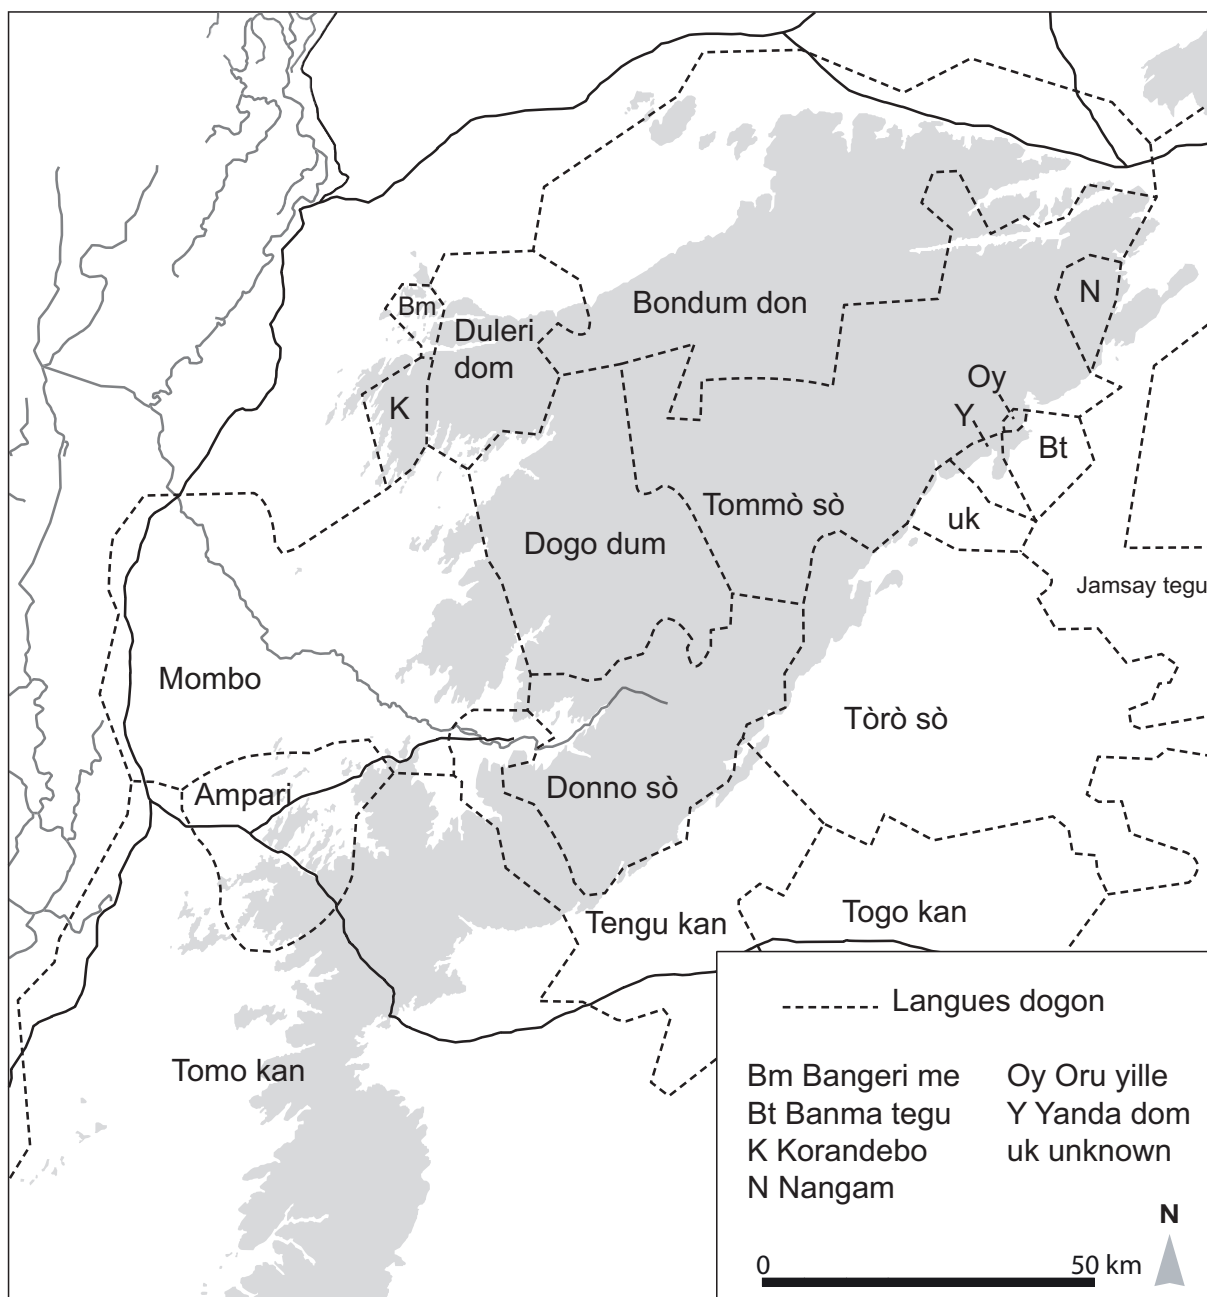 Bm
Duleri
dom
Bondum don
N
K
Oy
Y
Bt
uk
Tommò sò
Dogo dum
Jamsay tegu
Mombo
Tòrò sò
Ampari
Donno sò
Tengu kan
Togo kan
Tomo kan
Langues dogon
Bm Bangeri me
Bt Banma tegu
K Korandebo
N Nangam
Oy Oru yille
Y Yanda dom
uk unknown
N
0 50 km